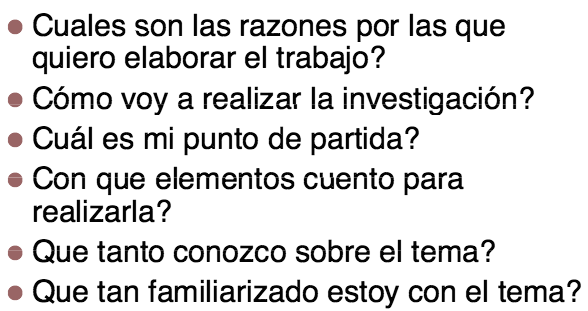 ● Cuales son las razones por las que
quiero elaborar el trabajo?
● Cómo voy a realizar la investigación?
● Cuál es mi punto de partida?
● Con que elementos cuento para
realizarla?
● Que tanto conozco sobre el tema?
● Que tan familiarizado estoy con el tema?